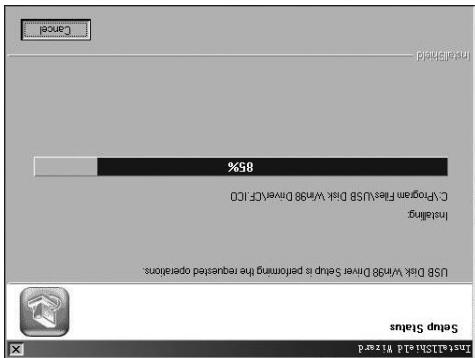 InstallShield Wizard
Setup Status
USB Disk Win98 Driver Setup is performing the requested operations.
Installing:
C:\Program Files\USB Disk Win98 Driver\CF.ICO
85%
InstallShield
Cancel